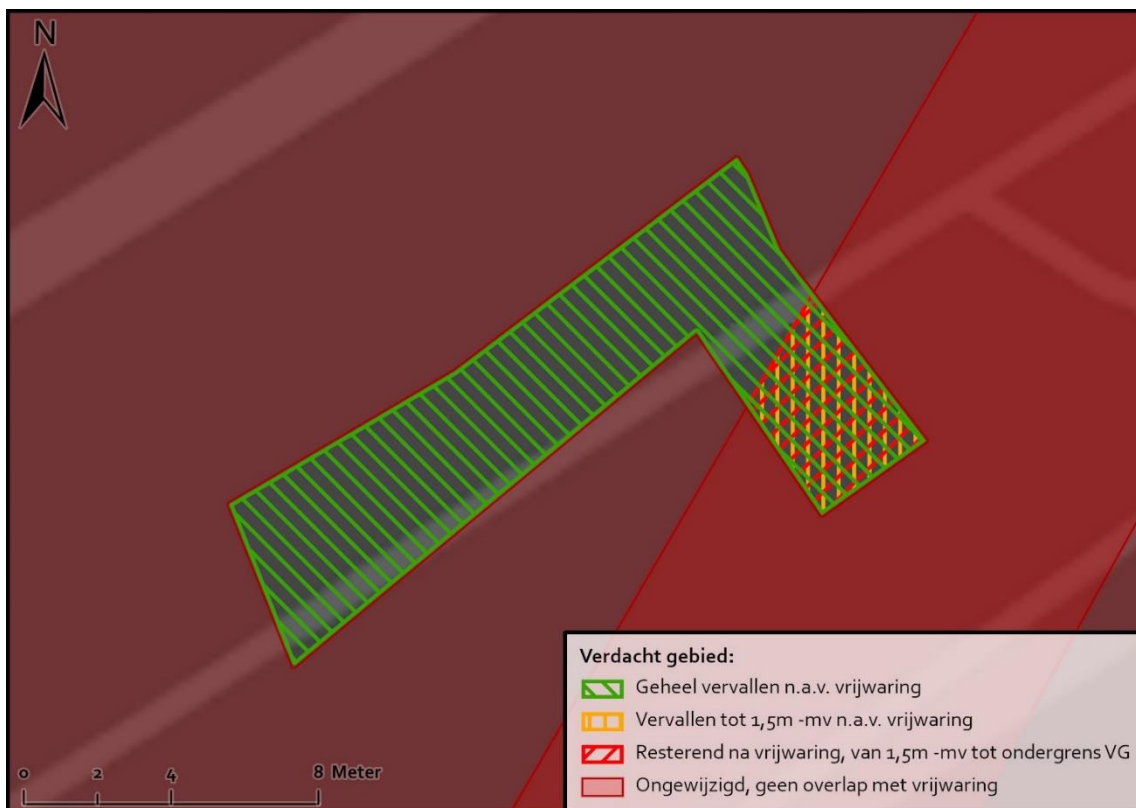 N
Verdacht gebied:
Geheel vervallen n.a.v. vrijwaring
Vervallen tot 1,5m -mv n.a.v. vrijwaring
Resterend na vrijwaring, van 1,5m -mv tot ondergrens VG
Ongewijzigd, geen overlap met vrijwaring
0 2 4 8 Meter